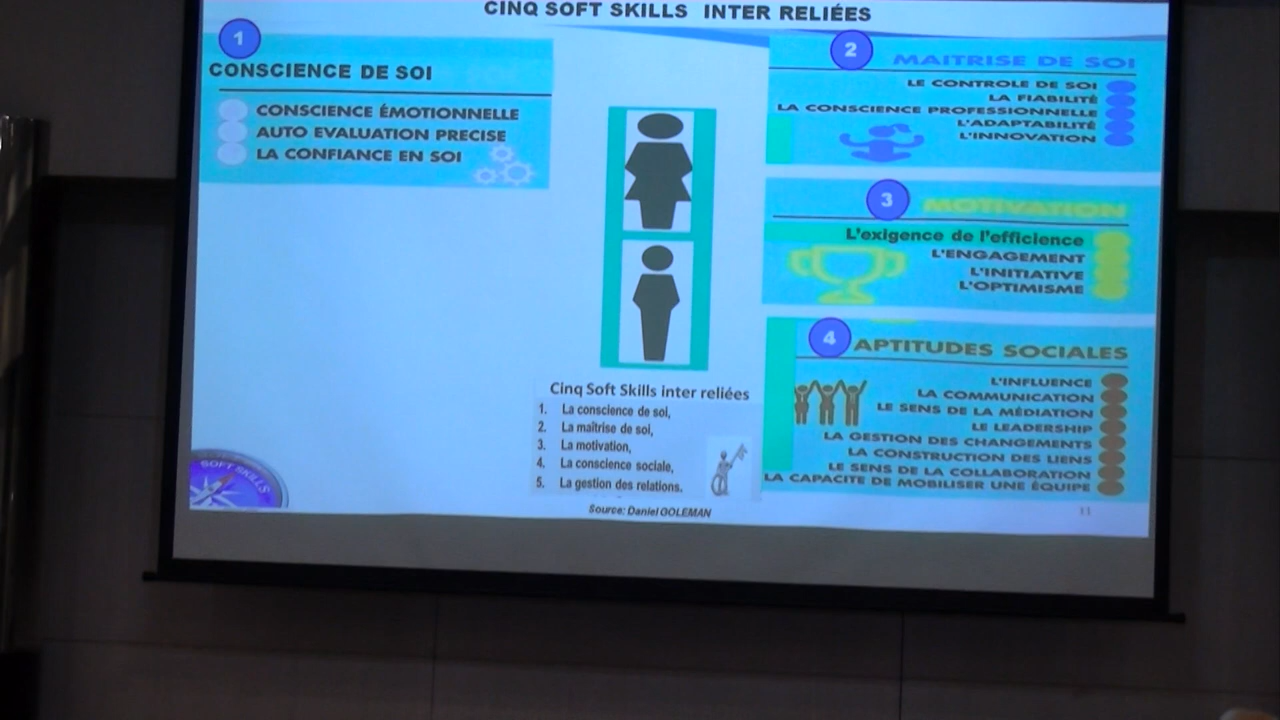 CINQ SOFT SKILLS INTER RELIÉES
1
CONSCIENCE DE SOI
CONSCIENCE ÉMOTIONNELLE
AUTO EVALUATION PRECISE
LA CONFIANCE EN SOI
2
MAITRISE DE SOI
LE CONTROLE DE SOI
LA FIABILITÉ
LA CONSCIENCE PROFESSIONNELLE
L'ADAPTABILITÉ
L'INNOVATION
3
MOTIVATION
L'exigence de l'efficience
L'ENGAGEMENT
L'INITIATIVE
L'OPTIMISME
4
APTITUDES SOCIALES
L'INFLUENCE
LA COMMUNICATION
LE SENS DE LA MÉDIATION
LE LEADERSHIP
LA GESTION DES CHANGEMENTS
LA CONSTRUCTION DES LIENS
LE SENS DE LA COLLABORATION
LA CAPACITE DE MOBILISER UNE ÉQUIPE
Cinq Soft Skills inter reliées
1. La conscience de soi,
2. La maîtrise de soi,
3. La motivation,
4. La conscience sociale,
5. La gestion des relations.
SOFT SKILLS
Source: Daniel GOLEMAN
11